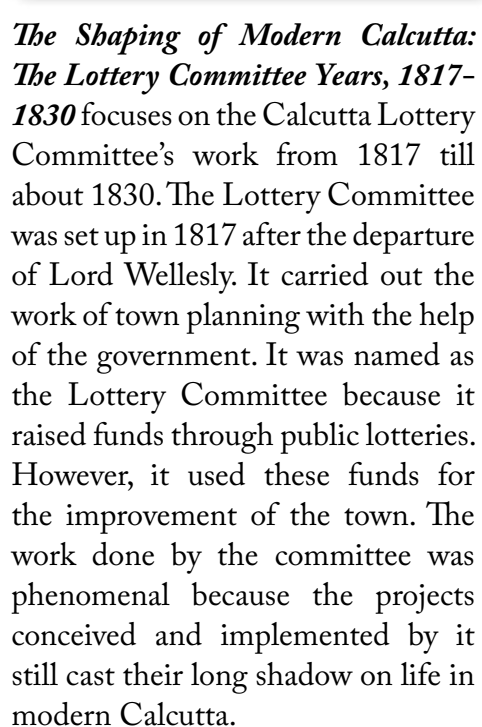 The Shaping of Modern Calcutta:
The Lottery Committee Years, 1817–
1830 focuses on the Calcutta Lottery
Committee’s work from 1817 till
about 1830. The Lottery Committee
was set up in 1817 after the departure
of Lord Wellesly. It carried out the
work of town planning with the help
of the government. It was named as
the Lottery Committee because it
raised funds through public lotteries.
However, it used these funds for
the improvement of the town. The
work done by the committee was
phenomenal because the projects
conceived and implemented by it
still cast their long shadow on life in
modern Calcutta.